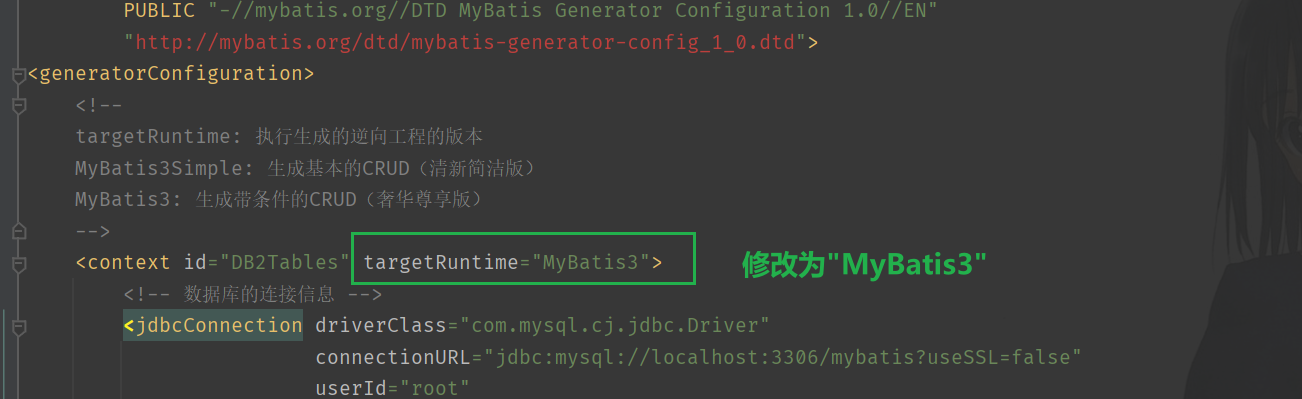 PUBLIC "-//mybatis.org//DTD MyBatis Generator Configuration 1.0//EN"
"http://mybatis.org/dtd/mybatis-generator-config_1_0.dtd">
<generatorConfiguration>
<!--
targetRuntime: 执行生成的逆向工程的版本
MyBatis3Simple: 生成基本的CRUD（清新简洁版）
MyBatis3: 生成带条件的CRUD（奢华尊享版）
-->
<context id="DB2Tables" targetRuntime="MyBatis3"> 修改为"MyBatis3"
<!-- 数据库的连接信息 -->
<jdbcConnection driverClass="com.mysql.cj.jdbc.Driver"
connectionURL="jdbc:mysql://localhost:3306/mybatis?useSSL=false"
userId="root"